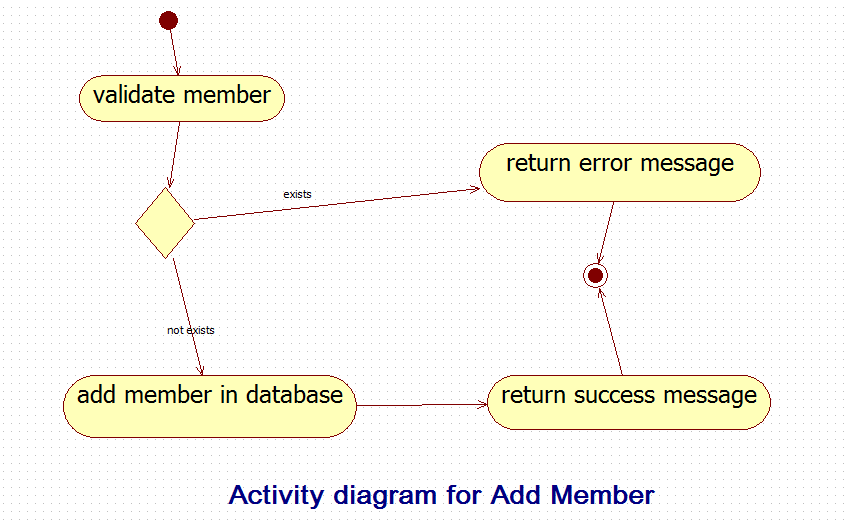 validate member
return error message
exists
not exists
add member in database
return success message
Activity diagram for Add Member